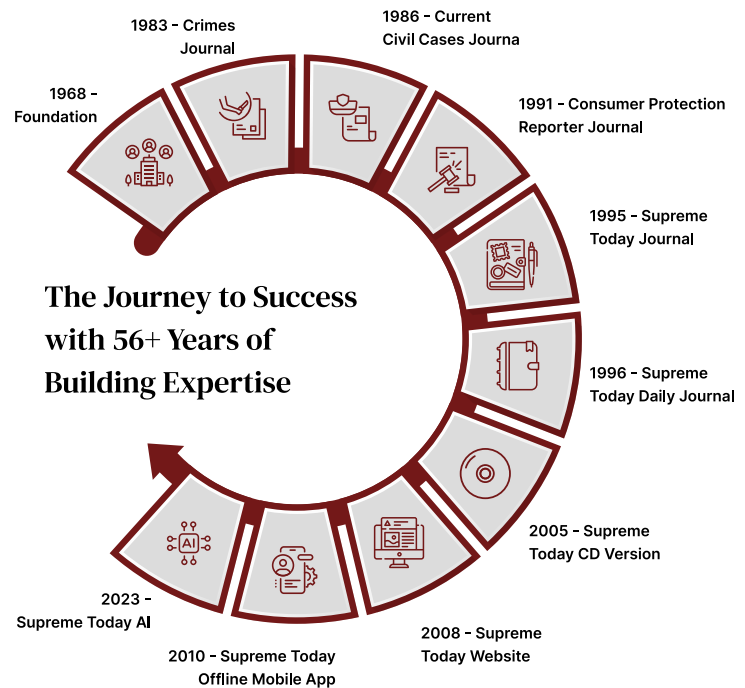 1968 -
Foundation
1983 - Crimes
Journal
1986 - Current
Civil Cases Journa
1991 - Consumer Protection
Reporter Journal
1995 - Supreme
Today Journal
1996 - Supreme
Today Daily Journal
2005 - Supreme
Today CD Version
2008 - Supreme
Today Website
2010 - Supreme Today
Offline Mobile App
2023 -
Supreme Today AI
AI
The Journey to Success
with 56+ Years of
Building Expertise